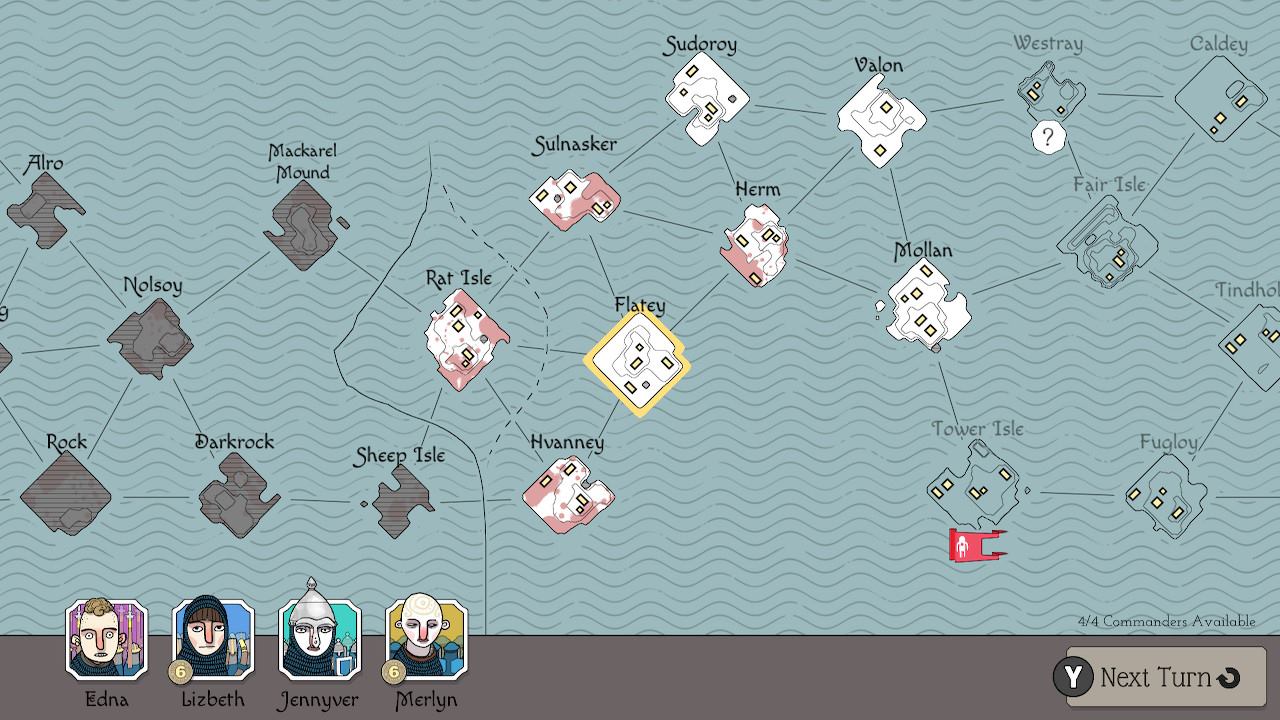 Sudoroy
Westray
Caldey
Valon
?
Sulnasker
Mackarel
Mound
Alro
Herm
Fair Isle
Mollan
Rat Isle
Nolsoy
Flatey
Tindhol
g
Rock
Darkrock
Sheep Isle
Hvanney
Tower Isle
Fugloy
4/4 Commanders Available
6
6
Edna
Lizbeth
Jennyver
Merlyn
Y Next Turn